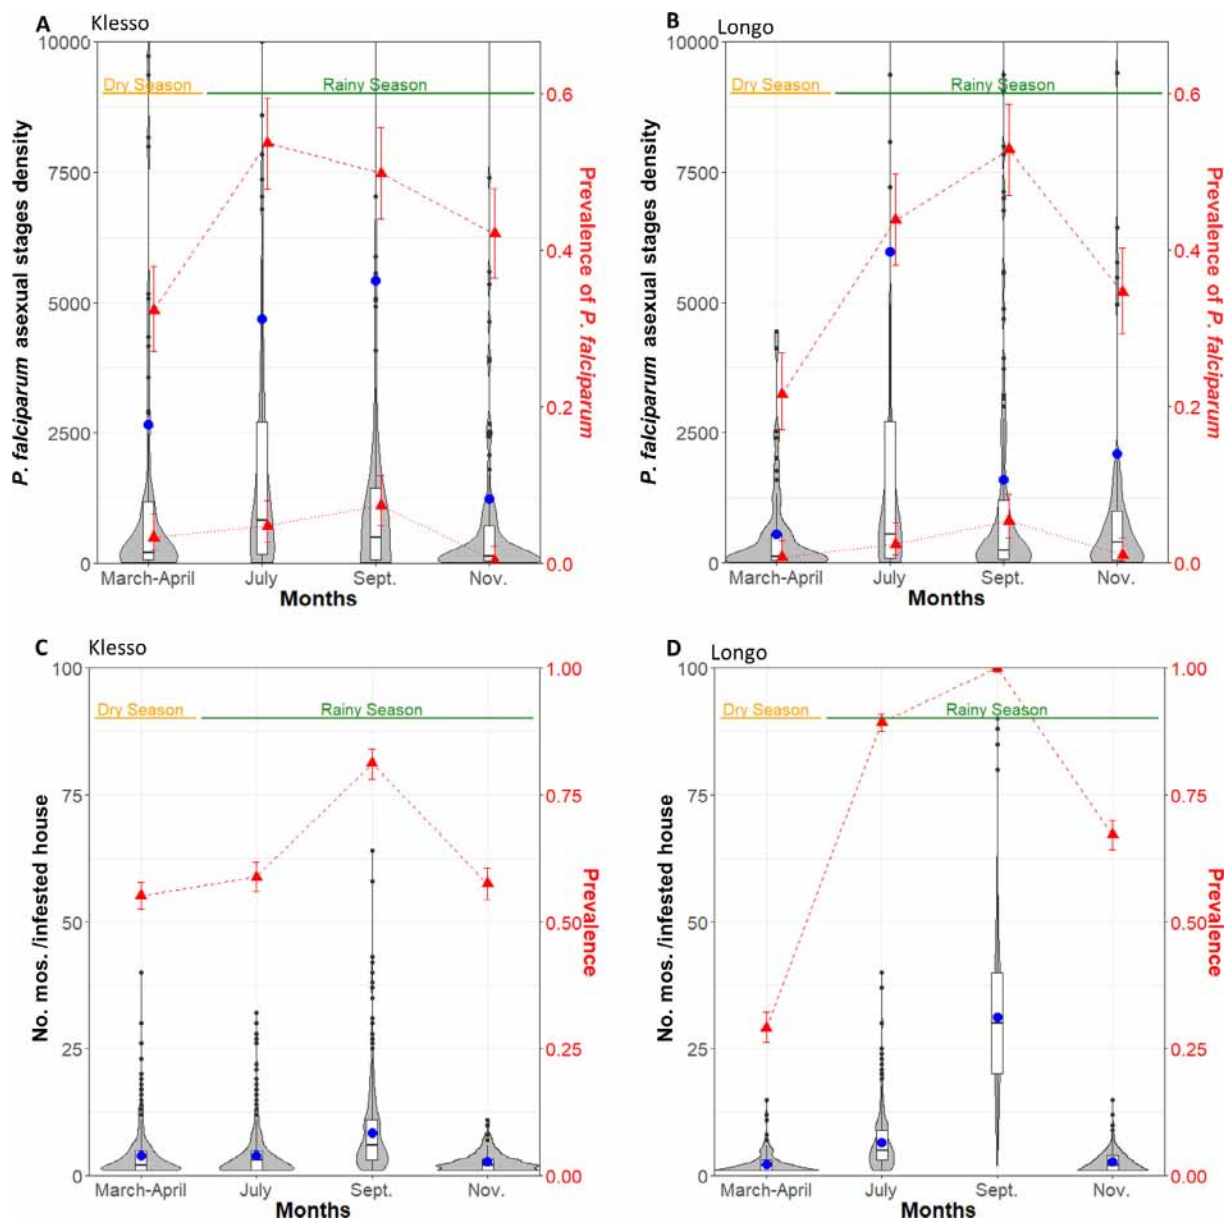 A Klesso
10000
Dry Season Rainy Season
0.6
7500
0.4
5000
0.2
2500
0
0.0
P. falciparum asexual stages density
Prevalence of P. falciparum
March-April July Sept. Nov.
Months
B Longo
10000
Dry Season Rainy Season
0.6
7500
0.4
5000
0.2
2500
0
0.0
P. falciparum asexual stages density
Prevalence of P. falciparum
March-April July Sept. Nov.
Months
C Klesso
100
1.00
Dry Season Rainy Season
75
0.75
50
0.50
25
0.25
0
0.00
No. mos. /infested house
Prevalence
March-April July Sept. Nov.
Months
D Longo
100
1.00
Dry Season Rainy Season
75
0.75
50
0.50
25
0.25
0
0.00
No. mos. /infested house
Prevalence
March-April July Sept. Nov.
Months